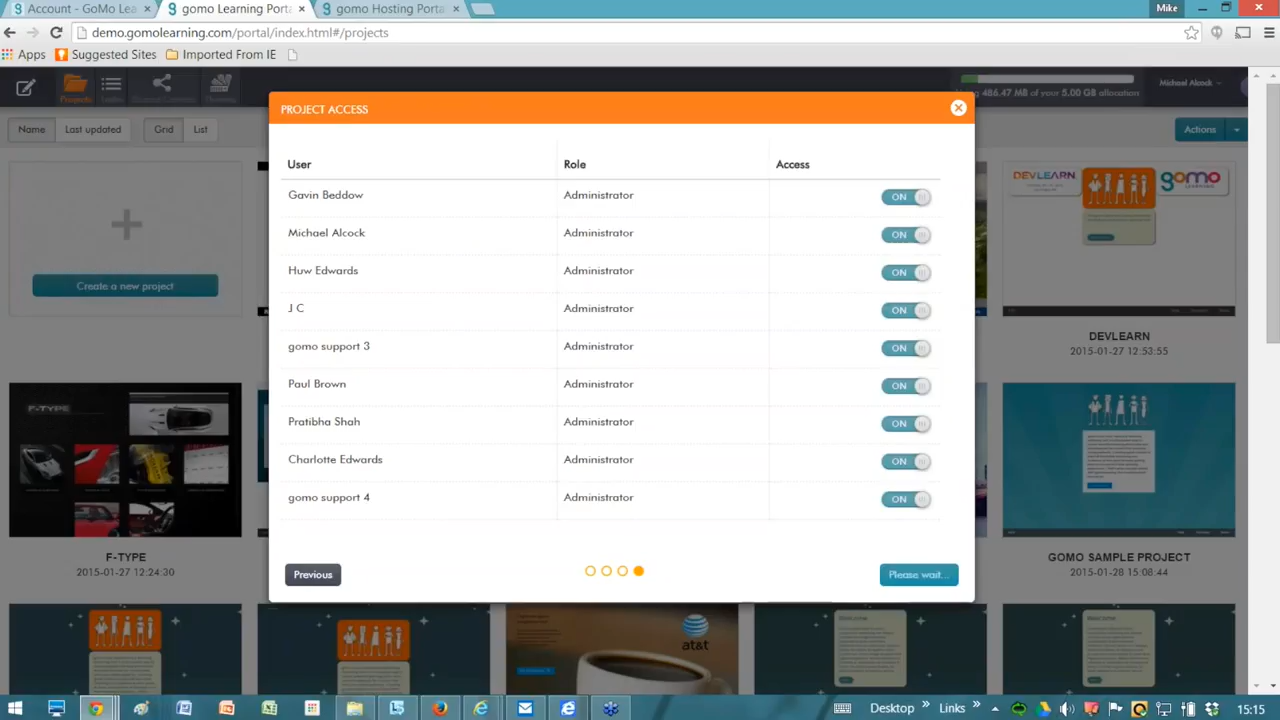 Account - GoMo Lea
gomo Learning Porta
gomo Hosting Portal
Mike
demo.gomolearning.com/portal/index.html#/projects
Apps
Suggested Sites
Imported From IE
Projects
486.47 MB of your 5.00 GB allocation
Michael Alcock
PROJECT ACCESS
Name
Last updated
Grid
List
Actions
User
Role
Access
Gavin Beddow
Administrator
ON
Michael Alcock
Administrator
ON
Huw Edwards
Administrator
ON
J C
Administrator
ON
gomo support 3
Administrator
ON
Paul Brown
Administrator
ON
Pratibha Shah
Administrator
ON
Charlotte Edwards
Administrator
ON
gomo support 4
Administrator
ON
Previous
Please wait...
Create a new project
DEVLEARN
gomo
LEARNING
DEVLEARN
2015-01-27 12:53:55
F-TYPE
F-TYPE
2015-01-27 12:24:30
GOMO SAMPLE PROJECT
2015-01-28 15:08:44
at&t
Welcome
Welcome
Desktop
Links
15:15